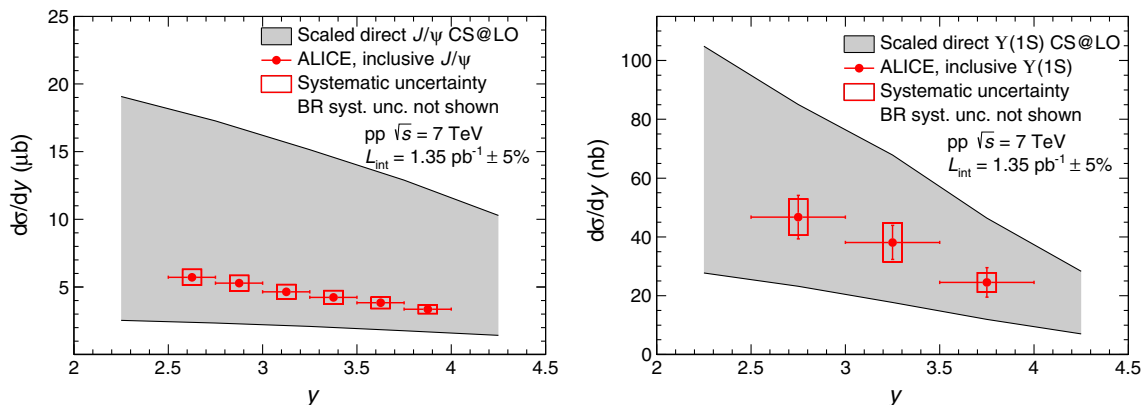 25
20
15
10
5
0
2
2.5
3
3.5
4
4.5
dσ/dy (μb)
y
Scaled direct J/ψ CS@LO
ALICE, inclusive J/ψ
Systematic uncertainty
BR syst. unc. not shown
pp √s = 7 TeV
L_int = 1.35 pb⁻¹ ± 5%
120
100
80
60
40
20
0
2
2.5
3
3.5
4
4.5
dσ/dy (nb)
y
Scaled direct ϒ(1S) CS@LO
ALICE, inclusive ϒ(1S)
Systematic uncertainty
BR syst. unc. not shown
pp √s = 7 TeV
L_int = 1.35 pb⁻¹ ± 5%